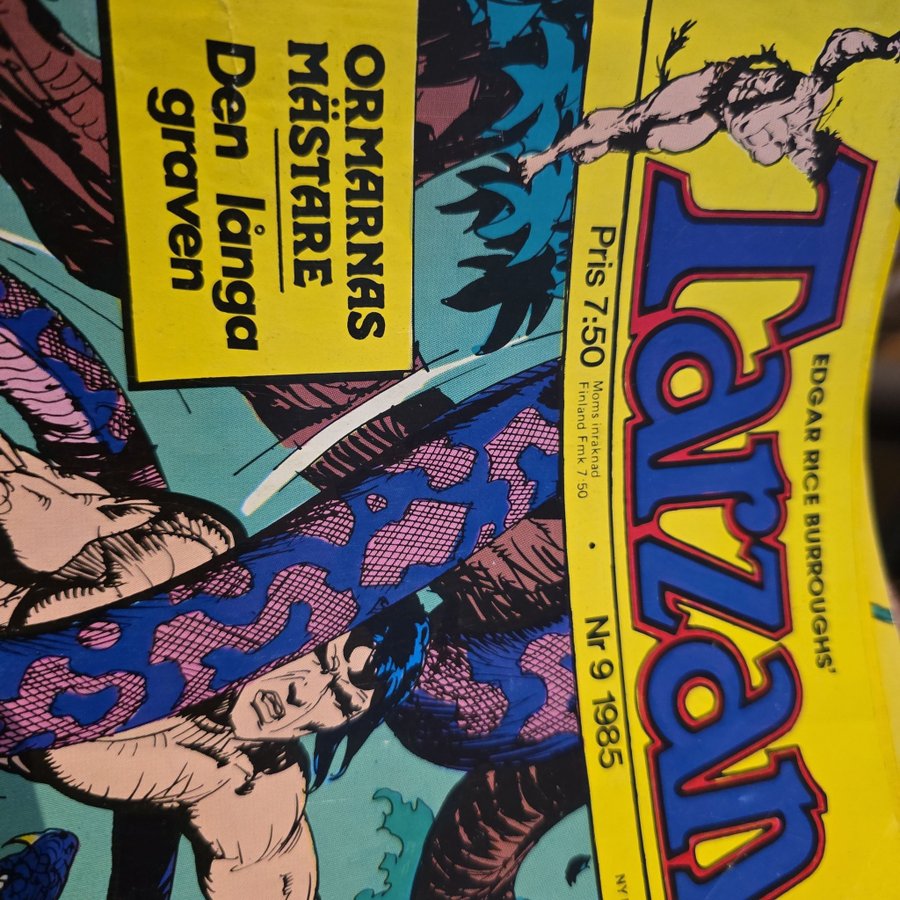 EDGAR RICE BURROUGHS'
Tarzan
Pris 7:50 Moms inräknad
Finland Fmk 7.50
• Nr 9 1985
ORMARNAS
MÄSTARE
Den långa
graven